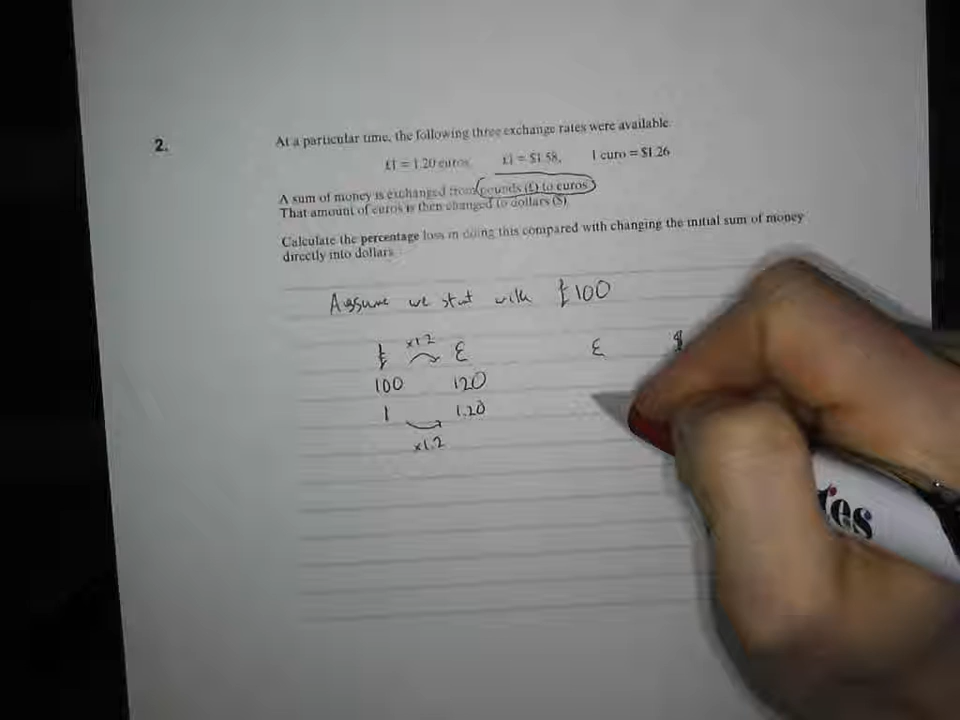 2.
At a particular time, the following three exchange rates were available.
£1 = 1.20 euros, £1 = $1.58, 1 euro = $1.26
A sum of money is exchanged from pounds (£) to euros.
That amount of euros is then changed to dollars ($).
Calculate the percentage loss in doing this compared with changing the initial sum of money
directly into dollars.
Assume we start with £100
£ ×1.2 € € $
100 120
1 1.20
×1.2
tes